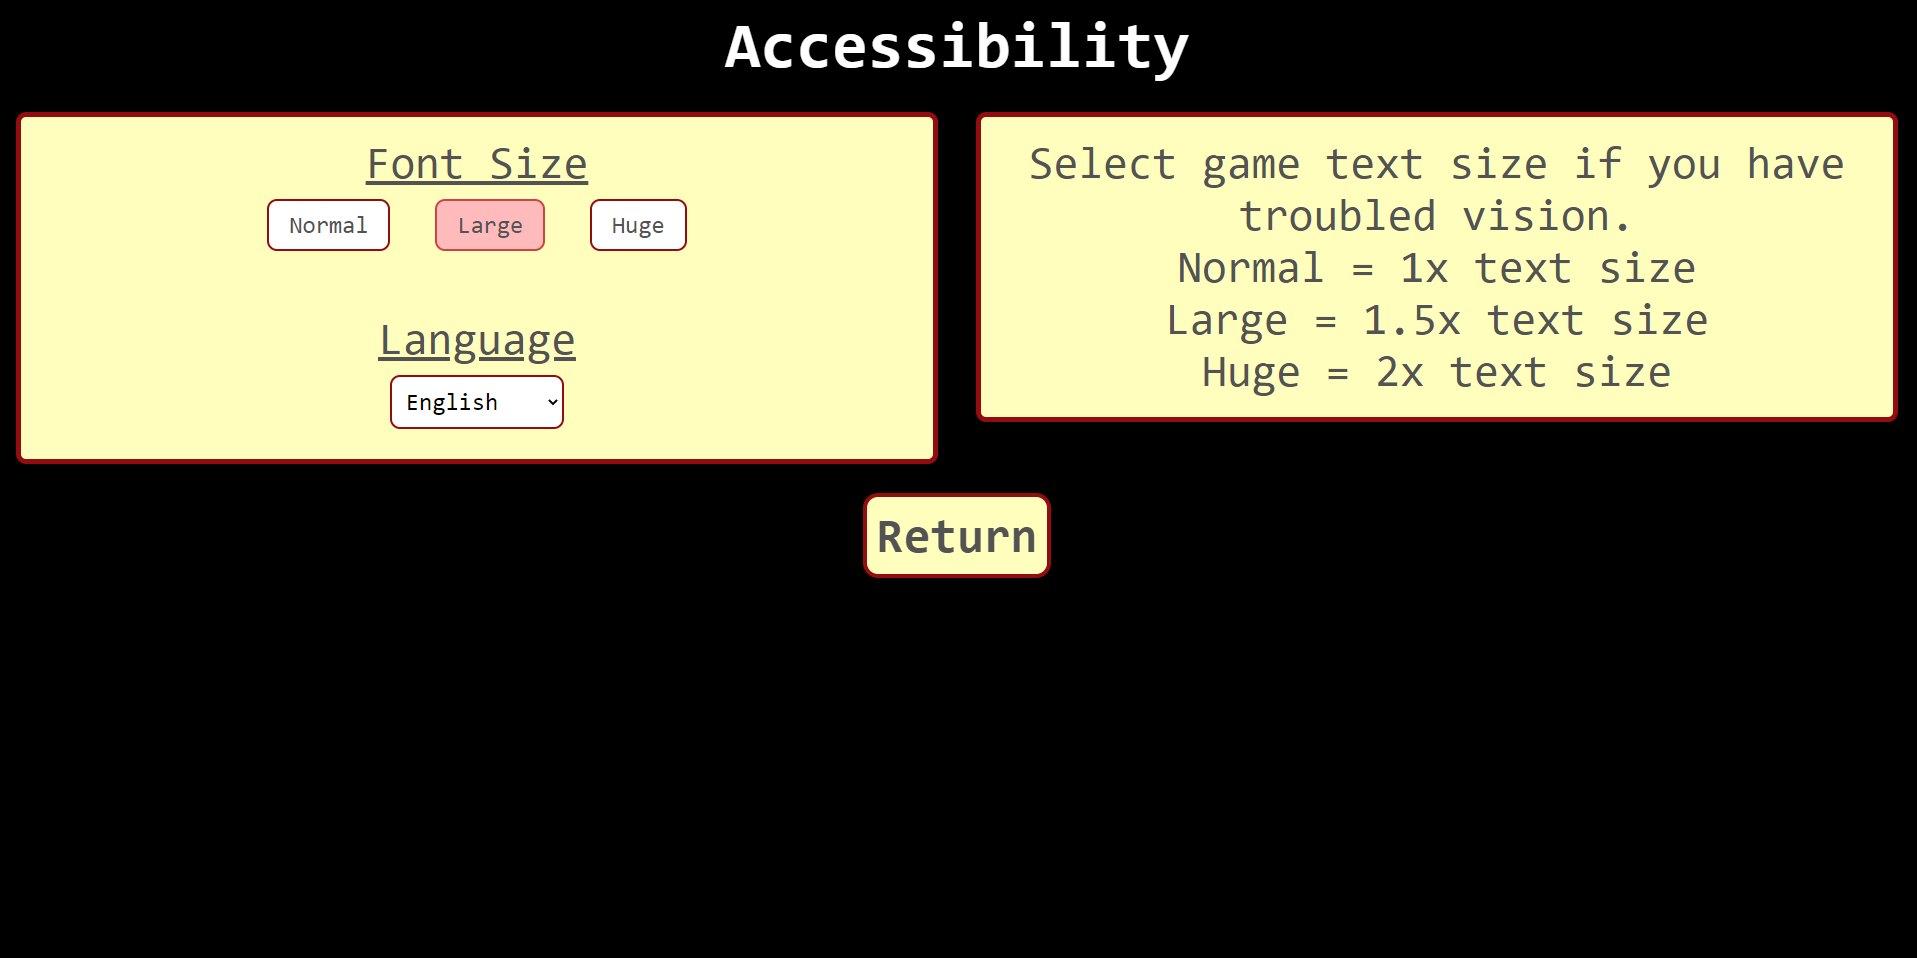 Accessibility
Font Size
Normal Large Huge
Language
English
Select game text size if you have
troubled vision.
Normal = 1x text size
Large = 1.5x text size
Huge = 2x text size
Return